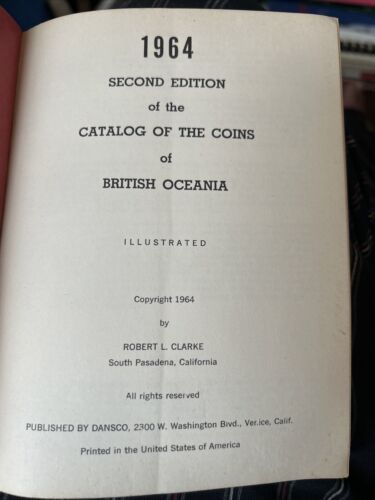 1964
SECOND EDITION
of the
CATALOG OF THE COINS
of
BRITISH OCEANIA
ILLUSTRATED
Copyright 1964
by
ROBERT L. CLARKE
South Pasadena, California
All rights reserved
PUBLISHED BY DANSCO, 2300 W. Washington Blvd., Ver.ice, Calif.
Printed in the United States of America